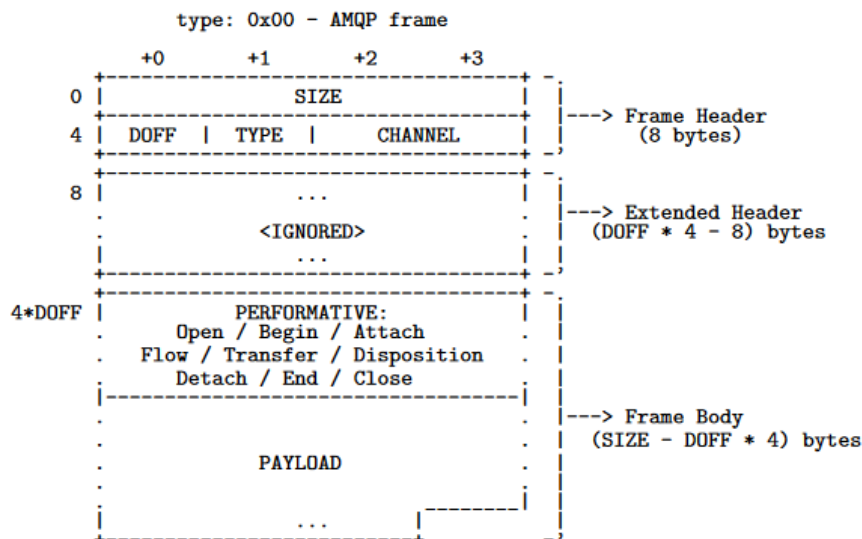 type: 0x00 - AMQP frame
+0 +1 +2 +3
0 | SIZE |
4 | DOFF | TYPE | CHANNEL | |---> Frame Header
(8 bytes)
8 | ... |
. . |---> Extended Header
. <IGNORED> . (DOFF * 4 - 8) bytes
| ... |
4*DOFF | PERFORMATIVE: |
. Open / Begin / Attach .
. Flow / Transfer / Disposition .
. Detach / End / Close .
|---> Frame Body
(SIZE - DOFF * 4) bytes
. PAYLOAD .
| ... |